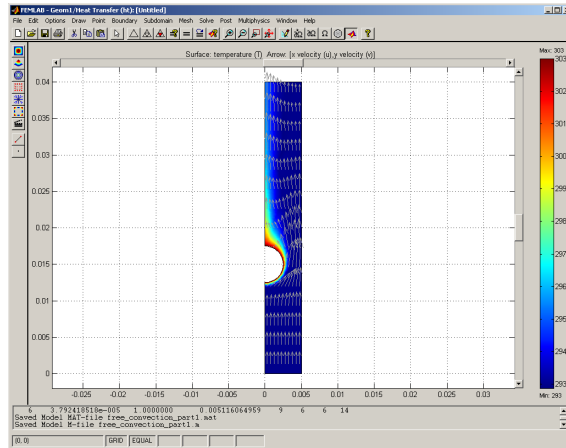 FEMLAB - Geom1/Heat Transfer (ht): [Untitled]
File Edit Options Draw Point Boundary Subdomain Mesh Solve Post Multiphysics Window Help
Surface: temperature (T) Arrow: [x velocity (u),y velocity (v)]
Max: 303
0.04
0.035
0.03
0.025
0.02
0.015
0.01
0.005
0
-0.025 -0.02 -0.015 -0.01 -0.005 0 0.005 0.01 0.015 0.02 0.025 0.03
303
302
301
300
299
298
297
296
295
294
293
Min: 293
6 3.792418518e-005 1.0000000 0.005116064959 9 6 6 14
Saved Model MAT-file free_convection_part1.mat
Saved Model M-file free_convection_part1.m
(0, 0) GRID EQUAL